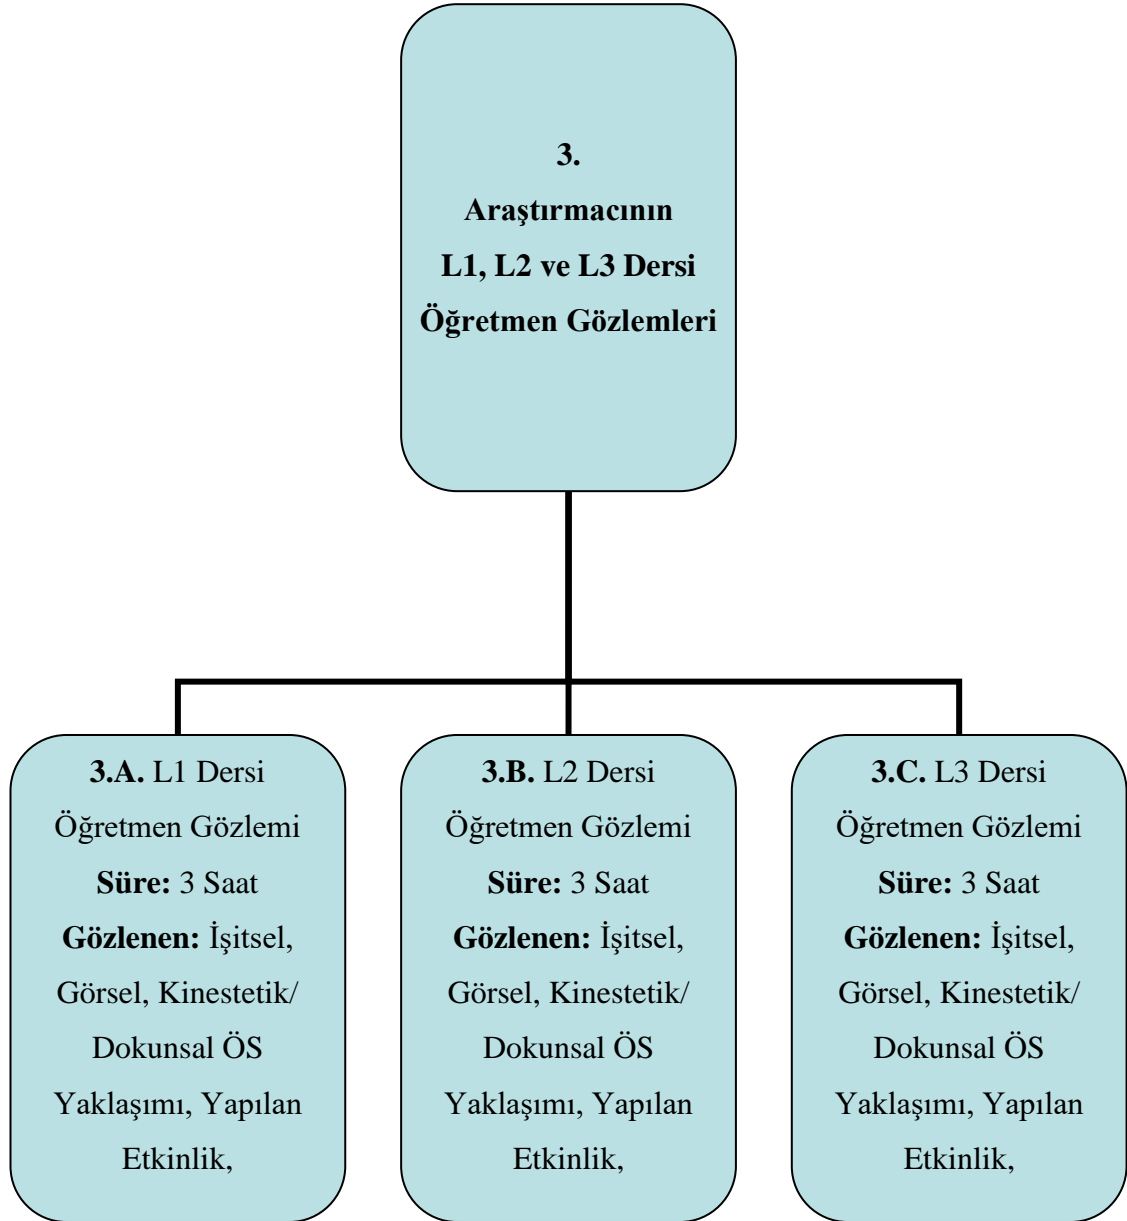 3.
Araştırmacının
L1, L2 ve L3 Dersi
Öğretmen Gözlemleri
3.A. L1 Dersi
Öğretmen Gözlemi
Süre: 3 Saat
Gözlenen: İşitsel,
Görsel, Kinestetik/
Dokunsal ÖS
Yaklaşımı, Yapılan
Etkinlik,
3.B. L2 Dersi
Öğretmen Gözlemi
Süre: 3 Saat
Gözlenen: İşitsel,
Görsel, Kinestetik/
Dokunsal ÖS
Yaklaşımı, Yapılan
Etkinlik,
3.C. L3 Dersi
Öğretmen Gözlemi
Süre: 3 Saat
Gözlenen: İşitsel,
Görsel, Kinestetik/
Dokunsal ÖS
Yaklaşımı, Yapılan
Etkinlik,